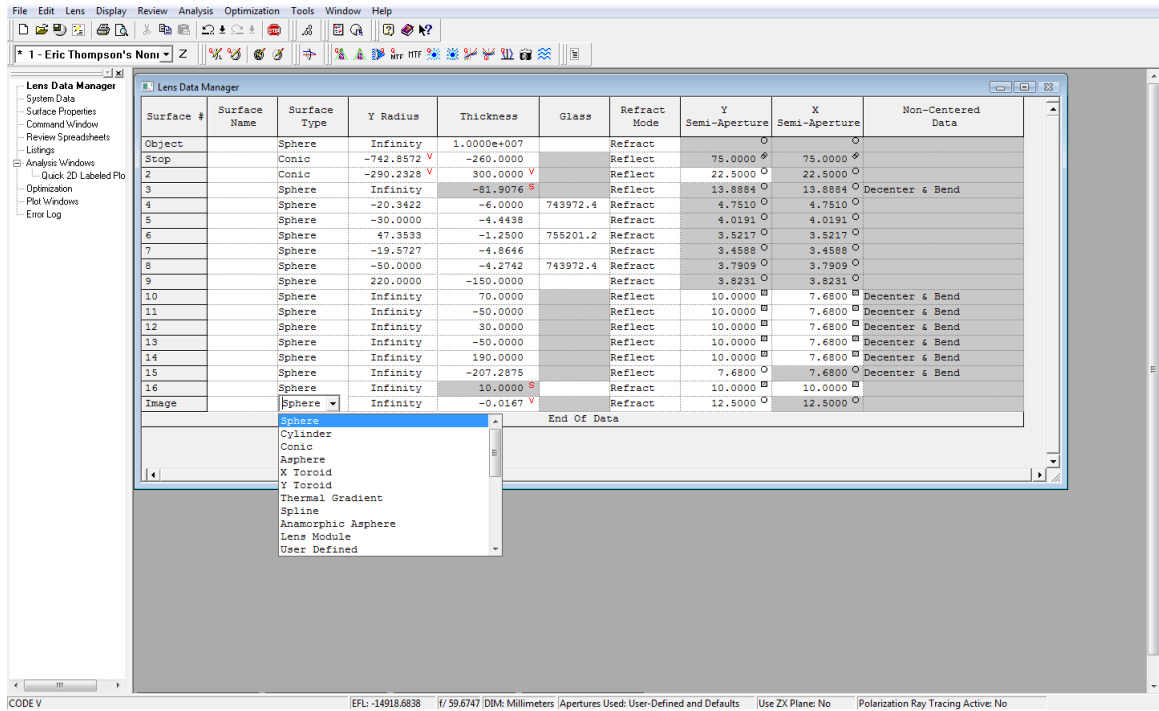 File Edit Lens Display Review Analysis Optimization Tools Window Help
* 1 - Eric Thompson's Non Z MTF MTF
Lens Data Manager
System Data
Surface Properties
Command Window
Review Spreadsheets
Listings
Analysis Windows
Quick 2D Labeled Plo
Optimization
Plot Windows
Error Log
Lens Data Manager
Surface # Surface Name Surface Type Y Radius Thickness Glass Refract Mode Y Semi-Aperture X Semi-Aperture Non-Centered Data
Object Sphere Infinity 1.0000e+007 Refract
Stop Conic -742.8572 V -260.0000 Reflect 75.0000 75.0000
2 Conic -290.2328 V 300.0000 V Reflect 22.5000 22.5000
3 Sphere Infinity -81.9076 S Reflect 13.8884 13.8884 Decenter & Bend
4 Sphere -20.3422 -6.0000 743972.4 Refract 4.7510 4.7510
5 Sphere -30.0000 -4.4438 Refract 4.0191 4.0191
6 Sphere 47.3533 -1.2500 755201.2 Refract 3.5217 3.5217
7 Sphere -19.5727 -4.8646 Refract 3.4588 3.4588
8 Sphere -50.0000 -4.2742 743972.4 Refract 3.7909 3.7909
9 Sphere 220.0000 -150.0000 Refract 3.8231 3.8231
10 Sphere Infinity 70.0000 Reflect 10.0000 7.6800 Decenter & Bend
11 Sphere Infinity -50.0000 Reflect 10.0000 7.6800 Decenter & Bend
12 Sphere Infinity 30.0000 Reflect 10.0000 7.6800 Decenter & Bend
13 Sphere Infinity -50.0000 Reflect 10.0000 7.6800 Decenter & Bend
14 Sphere Infinity 190.0000 Reflect 10.0000 7.6800 Decenter & Bend
15 Sphere Infinity -207.2875 Reflect 7.6800 7.6800 Decenter & Bend
16 Sphere Infinity 10.0000 S Refract 10.0000 10.0000
Image Sphere Infinity -0.0167 V Refract 12.5000 12.5000
End Of Data
Sphere
Cylinder
Conic
Asphere
X Toroid
Y Toroid
Thermal Gradient
Spline
Anamorphic Asphere
Lens Module
User Defined
CODE V EFL: -14918.6838 f/ 59.6747 DIM: Millimeters Apertures Used: User-Defined and Defaults Use ZX Plane: No Polarization Ray Tracing Active: No